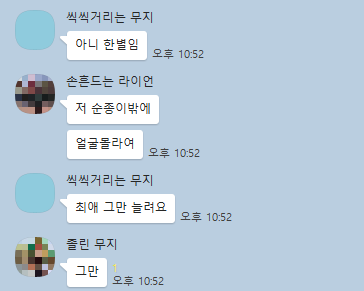 씩씩거리는 무지
아니 한별임
오후 10:52
손흔드는 라이언
저 순종이밖에
얼굴몰라여
오후 10:52
씩씩거리는 무지
최애 그만 늘려요
오후 10:52
졸린 무지
그만
오후 10:52